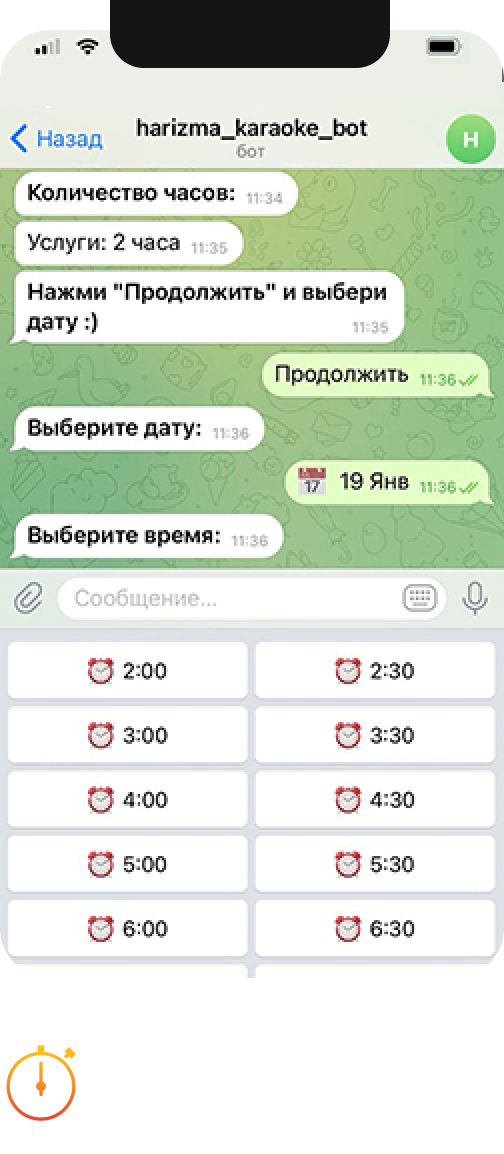 Назад
harizma_karaoke_bot
бот
H
Количество часов: 11:34
Услуги: 2 часа 11:35
Нажми "Продолжить" и выбери
дату :) 11:35
Продолжить 11:36
Выберите дату: 11:36
17 19 Янв 11:36
Выберите время: 11:36
Сообщение...
2:00 2:30
3:00 3:30
4:00 4:30
5:00 5:30
6:00 6:30